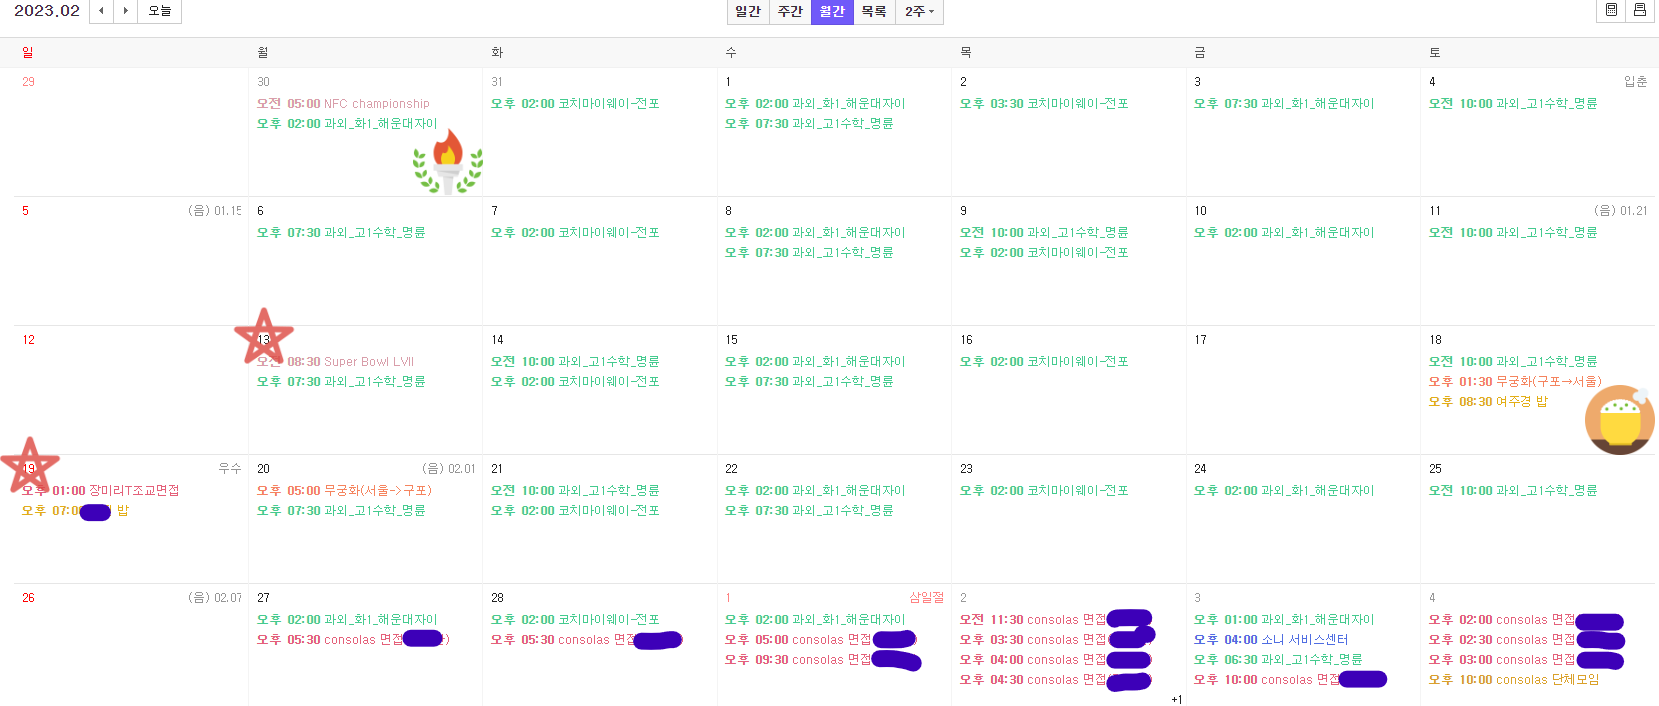 2023.02
오늘
일간 주간 월간 목록 2주
일 월 화 수 목 금 토
29
30
오전 05:00 NFC championship
오후 02:00 과외_화1_해운대자이
31
오후 02:00 코치마이웨이-전포
1
오후 02:00 과외_화1_해운대자이
오후 07:30 과외_고1수학_명륜
2
오후 03:30 코치마이웨이-전포
3
오후 07:30 과외_화1_해운대자이
4 입춘
오전 10:00 과외_고1수학_명륜
5 (음) 01.15
6
오후 07:30 과외_고1수학_명륜
7
오후 02:00 코치마이웨이-전포
8
오후 02:00 과외_화1_해운대자이
오후 07:30 과외_고1수학_명륜
9
오전 10:00 과외_고1수학_명륜
오후 02:00 코치마이웨이-전포
10
오후 02:00 과외_화1_해운대자이
11 (음) 01.21
오전 10:00 과외_고1수학_명륜
12
13
오전 08:30 Super Bowl LVII
오후 07:30 과외_고1수학_명륜
14
오전 10:00 과외_고1수학_명륜
오후 02:00 코치마이웨이-전포
15
오후 02:00 과외_화1_해운대자이
오후 07:30 과외_고1수학_명륜
16
오후 02:00 코치마이웨이-전포
17
18
오전 10:00 과외_고1수학_명륜
오후 01:30 무궁화(구포→서울)
오후 08:30 여주경 밥
19 우수
오후 01:00 장미리T조교면접
오후 07:0 밥
20 (음) 02.01
오후 05:00 무궁화(서울->구포)
오후 07:30 과외_고1수학_명륜
21
오전 10:00 과외_고1수학_명륜
오후 02:00 코치마이웨이-전포
22
오후 02:00 과외_화1_해운대자이
오후 07:30 과외_고1수학_명륜
23
오후 02:00 코치마이웨이-전포
24
오후 02:00 과외_화1_해운대자이
25
오전 10:00 과외_고1수학_명륜
26 (음) 02.07
27
오후 02:00 과외_화1_해운대자이
오후 05:30 consolas 면접 )
28
오후 02:00 코치마이웨이-전포
오후 05:30 consolas 면접 )
1 삼일절
오후 02:00 과외_화1_해운대자이
오후 05:00 consolas 면접 )
오후 09:30 consolas 면접
2
오전 11:30 consolas 면접
오후 03:30 consolas 면접(
오후 04:00 consolas 면접
오후 04:30 consolas 면접(
+1
3
오후 01:00 과외_화1_해운대자이
오후 04:00 소니 서비스센터
오후 06:30 과외_고1수학_명륜
오후 10:00 consolas 면접
4
오후 02:00 consolas 면접
오후 02:30 consolas 면접
오후 03:00 consolas 면접
오후 10:00 consolas 단체모임